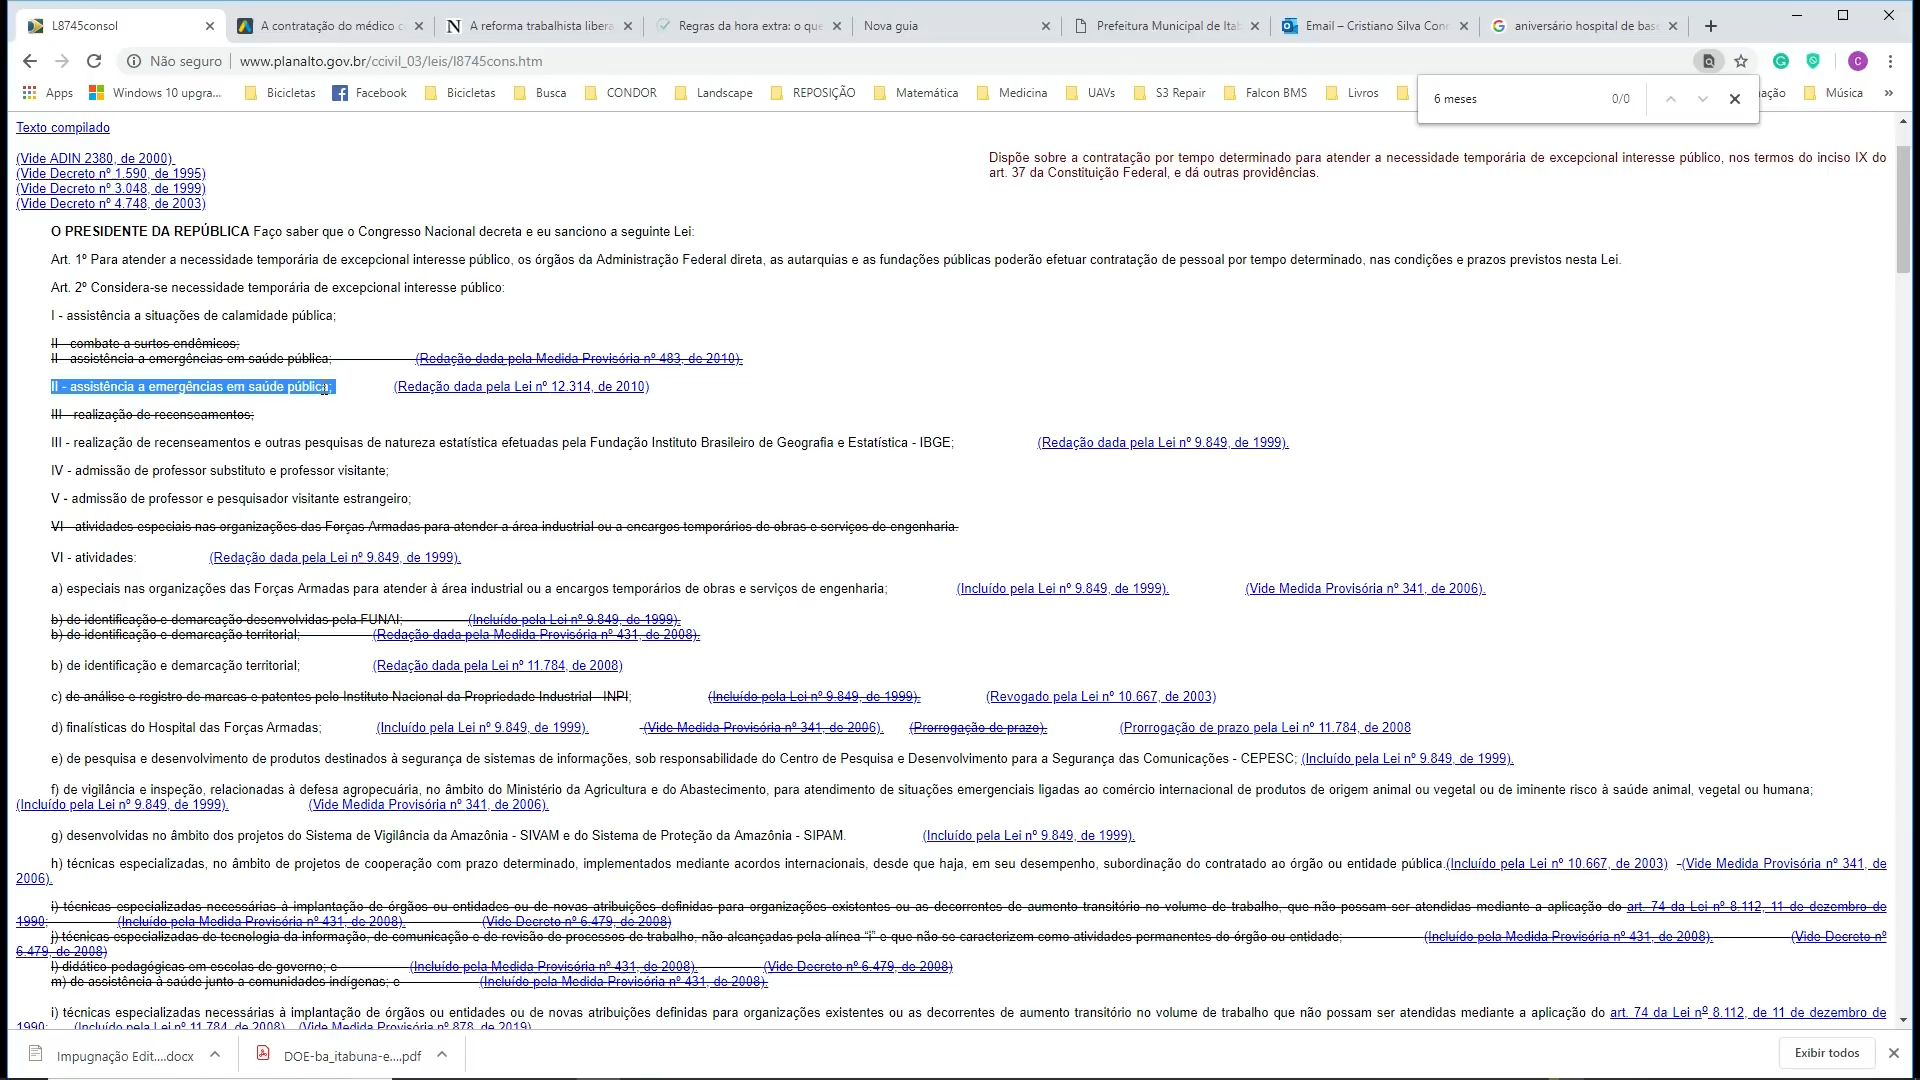 L8745consol
A contratação do médico c
A reforma trabalhista libera
Regras da hora extra: o que
Nova guia
Prefeitura Municipal de Itab
Email – Cristiano Silva Con
aniversário hospital de bas
Não seguro
www.planalto.gov.br/ccivil_03/leis/l8745cons.htm
Apps
Windows 10 upgra...
Bicicletas
Facebook
Bicicletas
Busca
CONDOR
Landscape
REPOSIÇÃO
Matemática
Medicina
UAVs
S3 Repair
Falcon BMS
Livros
ação
Música
»
6 meses 0/0
Texto compilado
(Vide ADIN 2380, de 2000)
(Vide Decreto nº 1.590, de 1995)
(Vide Decreto nº 3.048, de 1999)
(Vide Decreto nº 4.748, de 2003)
Dispõe sobre a contratação por tempo determinado para atender a necessidade temporária de excepcional interesse público, nos termos do inciso IX do
art. 37 da Constituição Federal, e dá outras providências.
O PRESIDENTE DA REPÚBLICA Faço saber que o Congresso Nacional decreta e eu sanciono a seguinte Lei:
Art. 1º Para atender a necessidade temporária de excepcional interesse público, os órgãos da Administração Federal direta, as autarquias e as fundações públicas poderão efetuar contratação de pessoal por tempo determinado, nas condições e prazos previstos nesta Lei.
Art. 2º Considera-se necessidade temporária de excepcional interesse público:
I - assistência a situações de calamidade pública;
II - combate a surtos endêmicos;
II - assistência a emergências em saúde pública; (Redação dada pela Medida Provisória nº 483, de 2010).
II - assistência a emergências em saúde pública; (Redação dada pela Lei nº 12.314, de 2010)
III - realização de recenseamentos;
III - realização de recenseamentos e outras pesquisas de natureza estatística efetuadas pela Fundação Instituto Brasileiro de Geografia e Estatística - IBGE; (Redação dada pela Lei nº 9.849, de 1999).
IV - admissão de professor substituto e professor visitante;
V - admissão de professor e pesquisador visitante estrangeiro;
VI - atividades especiais nas organizações das Forças Armadas para atender a área industrial ou a encargos temporários de obras e serviços de engenharia.
VI - atividades: (Redação dada pela Lei nº 9.849, de 1999).
a) especiais nas organizações das Forças Armadas para atender à área industrial ou a encargos temporários de obras e serviços de engenharia; (Incluído pela Lei nº 9.849, de 1999). (Vide Medida Provisória nº 341, de 2006).
b) de identificação e demarcação desenvolvidas pela FUNAI; (Incluído pela Lei nº 9.849, de 1999).
b) de identificação e demarcação territorial; (Redação dada pela Medida Provisória nº 431, de 2008).
b) de identificação e demarcação territorial; (Redação dada pela Lei nº 11.784, de 2008)
c) de análise e registro de marcas e patentes pelo Instituto Nacional da Propriedade Industrial - INPI; (Incluído pela Lei nº 9.849, de 1999). (Revogado pela Lei nº 10.667, de 2003)
d) finalísticas do Hospital das Forças Armadas; (Incluído pela Lei nº 9.849, de 1999). (Vide Medida Provisória nº 341, de 2006). (Prorrogação de prazo). (Prorrogação de prazo pela Lei nº 11.784, de 2008
e) de pesquisa e desenvolvimento de produtos destinados à segurança de sistemas de informações, sob responsabilidade do Centro de Pesquisa e Desenvolvimento para a Segurança das Comunicações - CEPESC; (Incluído pela Lei nº 9.849, de 1999).
f) de vigilância e inspeção, relacionadas à defesa agropecuária, no âmbito do Ministério da Agricultura e do Abastecimento, para atendimento de situações emergenciais ligadas ao comércio internacional de produtos de origem animal ou vegetal ou de iminente risco à saúde animal, vegetal ou humana;
(Incluído pela Lei nº 9.849, de 1999). (Vide Medida Provisória nº 341, de 2006).
g) desenvolvidas no âmbito dos projetos do Sistema de Vigilância da Amazônia - SIVAM e do Sistema de Proteção da Amazônia - SIPAM. (Incluído pela Lei nº 9.849, de 1999).
h) técnicas especializadas, no âmbito de projetos de cooperação com prazo determinado, implementados mediante acordos internacionais, desde que haja, em seu desempenho, subordinação do contratado ao órgão ou entidade pública.(Incluído pela Lei nº 10.667, de 2003) (Vide Medida Provisória nº 341, de
2006).
i) técnicas especializadas necessárias à implantação de órgãos ou entidades ou de novas atribuições definidas para organizações existentes ou as decorrentes de aumento transitório no volume de trabalho, que não possam ser atendidas mediante a aplicação do art. 74 da Lei nº 8.112, 11 de dezembro de
1990; (Incluído pela Medida Provisória nº 431, de 2008). (Vide Decreto nº 6.479, de 2008)
j) técnicas especializadas de tecnologia da informação, de comunicação e de revisão de processos de trabalho, não alcançadas pela alínea “i” e que não se caracterizem como atividades permanentes do órgão ou entidade; (Incluído pela Medida Provisória nº 431, de 2008). (Vide Decreto nº
6.479, de 2008)
l) didático pedagógicas em escolas de governo; e (Incluído pela Medida Provisória nº 431, de 2008). (Vide Decreto nº 6.479, de 2008)
m) de assistência à saúde junto a comunidades indígenas; e (Incluído pela Medida Provisória nº 431, de 2008).
i) técnicas especializadas necessárias à implantação de órgãos ou entidades ou de novas atribuições definidas para organizações existentes ou as decorrentes de aumento transitório no volume de trabalho que não possam ser atendidas mediante a aplicação do art. 74 da Lei nº 8.112, de 11 de dezembro de
1990; (Incluído pela Lei nº 11.784, de 2008) (Vide Medida Provisória nº 878, de 2019)
Impugnação Edit....docx
DOE-ba_itabuna-e....pdf
Exibir todos